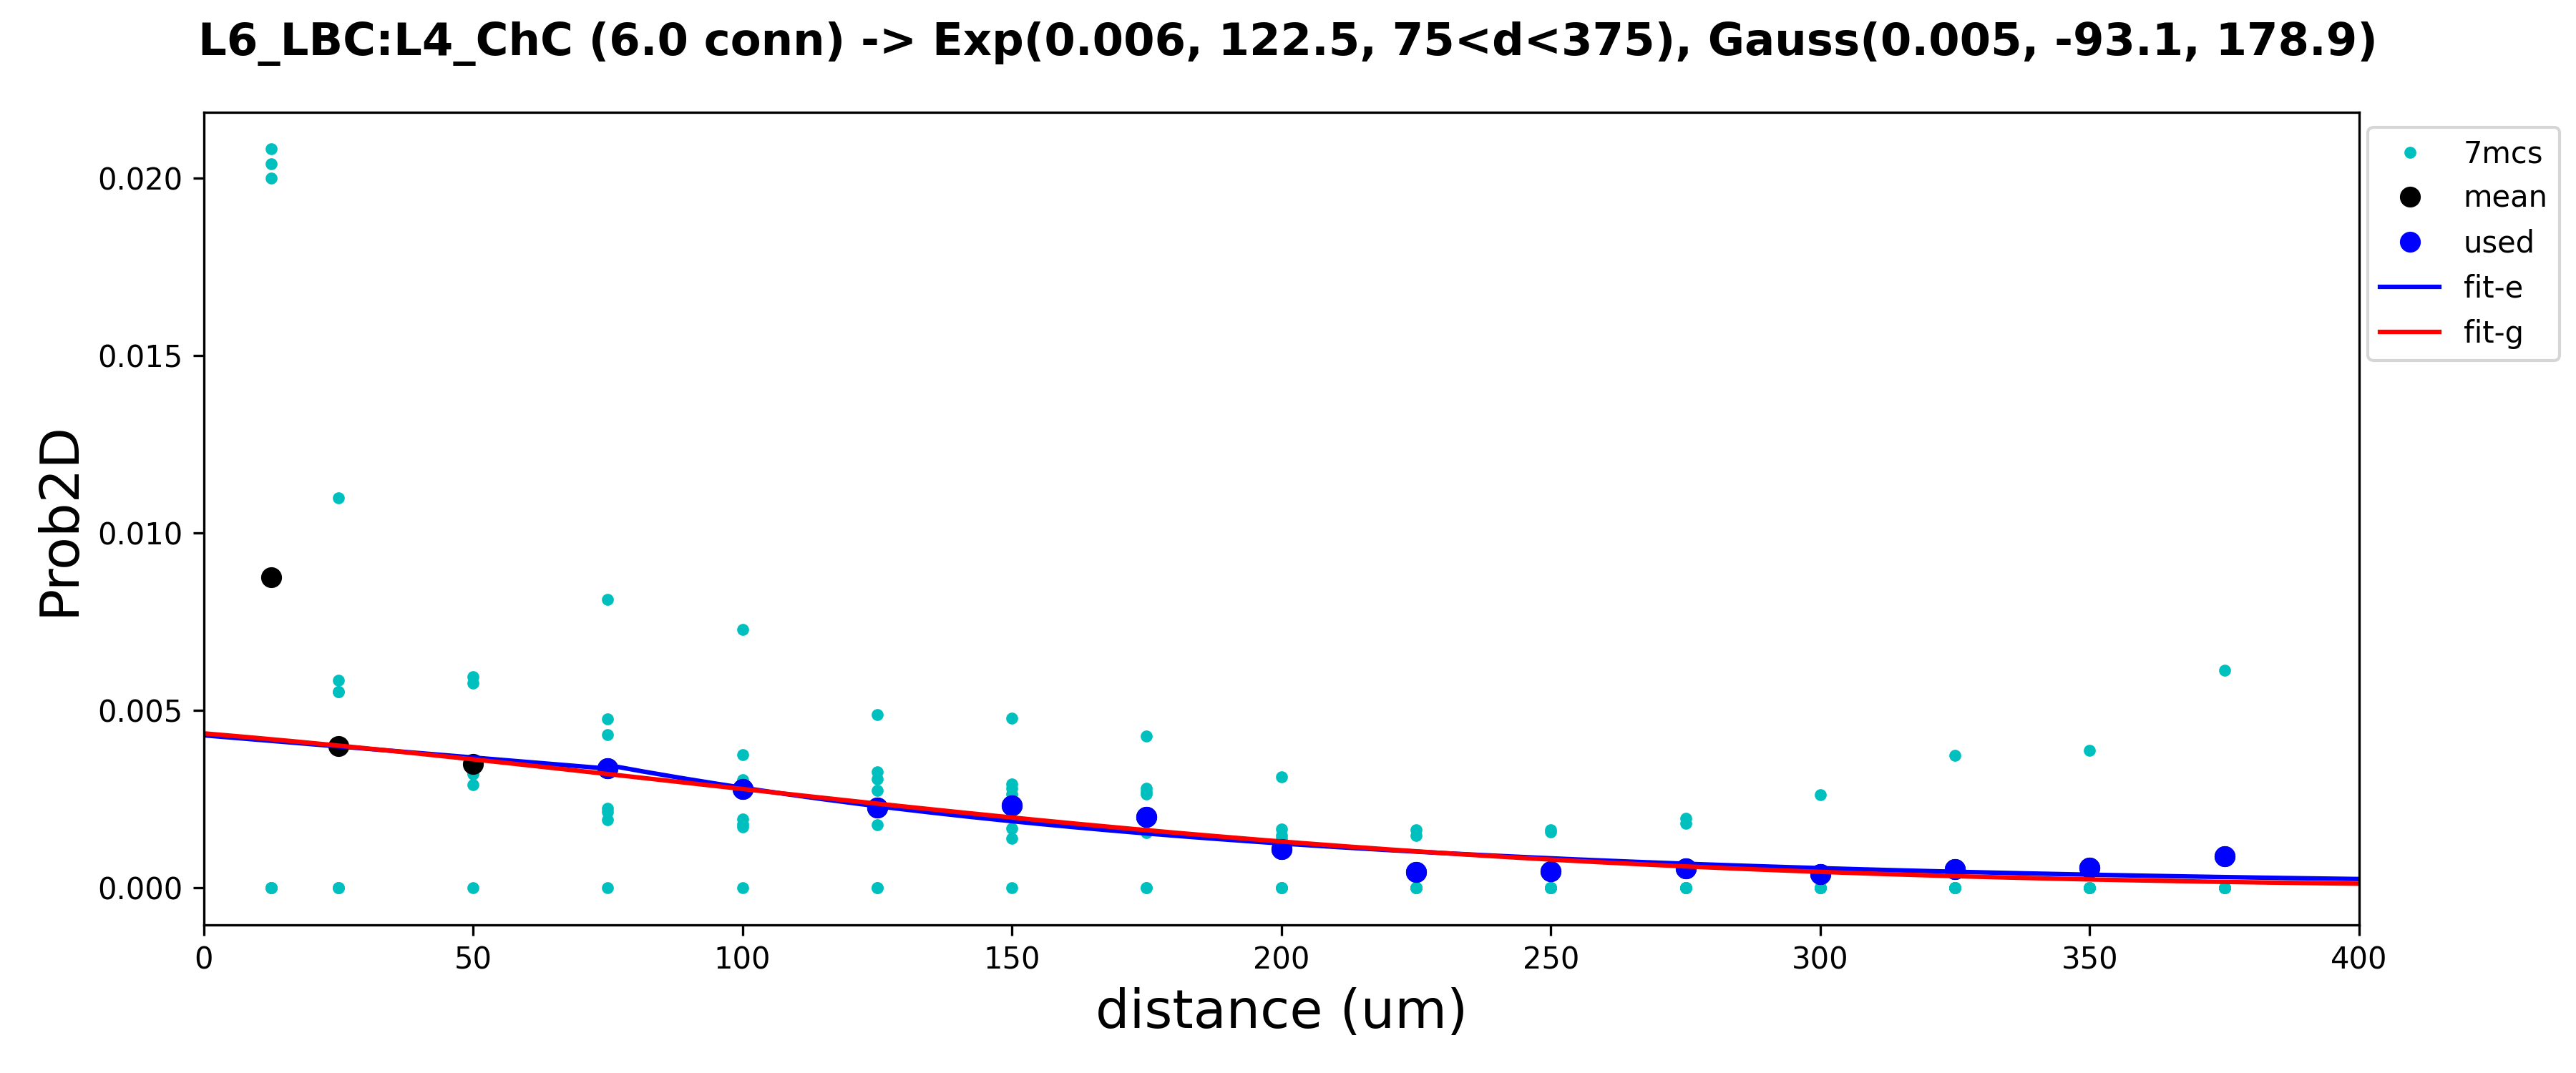 L6_LBC:L4_ChC (6.0 conn) -> Exp(0.006, 122.5, 75<d<375), Gauss(0.005, -93.1, 178.9)
7mcs
mean
used
fit-e
fit-g
0.020
0.015
0.010
0.005
0.000
Prob2D
0 50 100 150 200 250 300 350 400
distance (um)